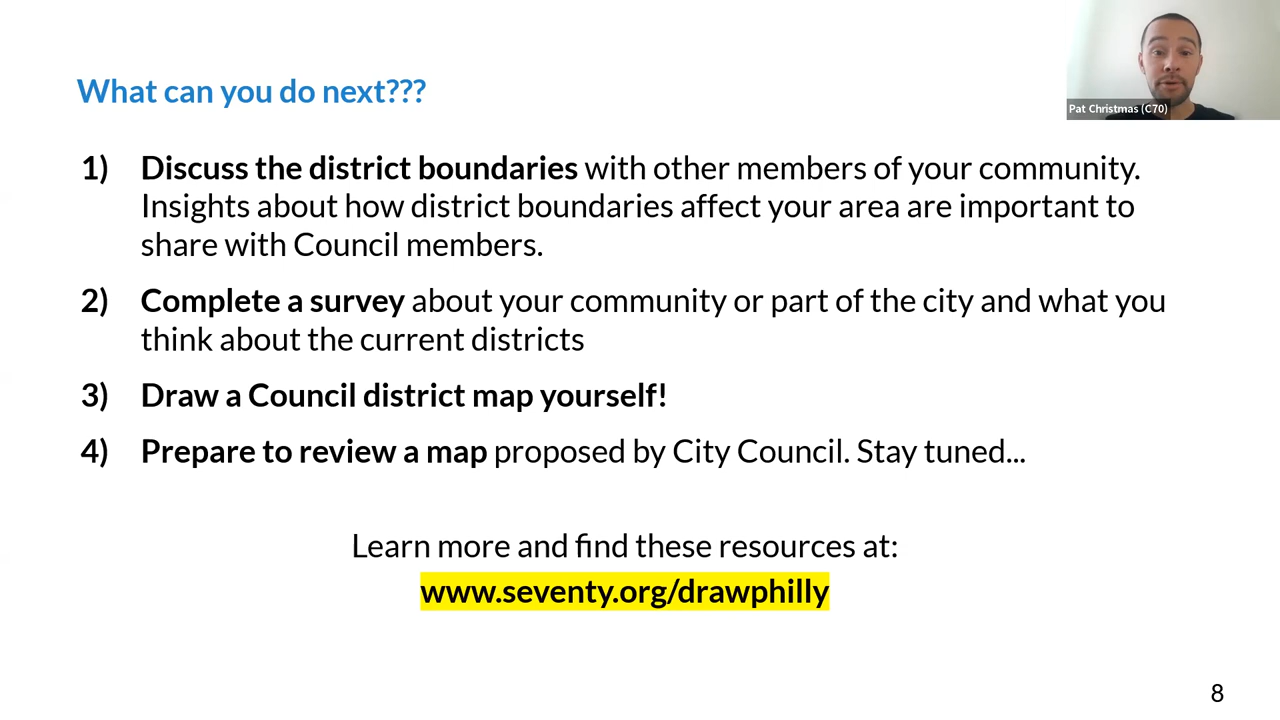 What can you do next???
Pat Christmas (C70)
1) Discuss the district boundaries with other members of your community.
Insights about how district boundaries affect your area are important to
share with Council members.
2) Complete a survey about your community or part of the city and what you
think about the current districts
3) Draw a Council district map yourself!
4) Prepare to review a map proposed by City Council. Stay tuned...
Learn more and find these resources at:
www.seventy.org/drawphilly
8